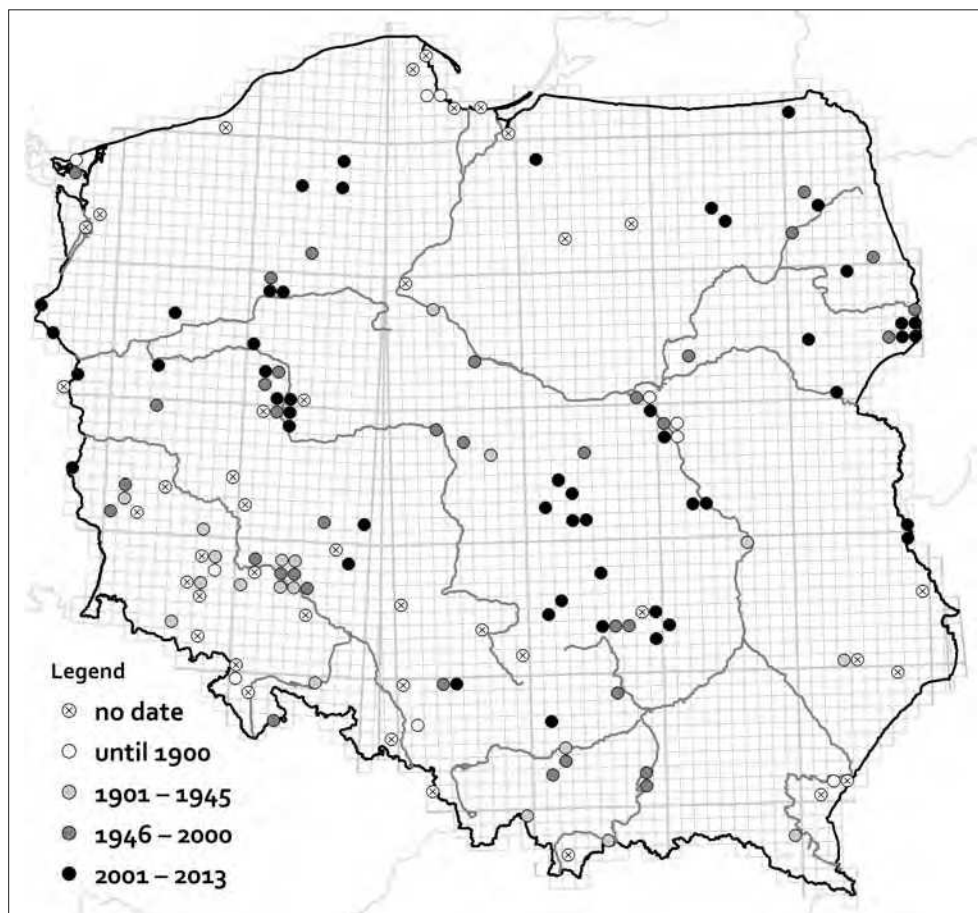 Legend
no date
until 1900
1901 – 1945
1946 – 2000
2001 – 2013